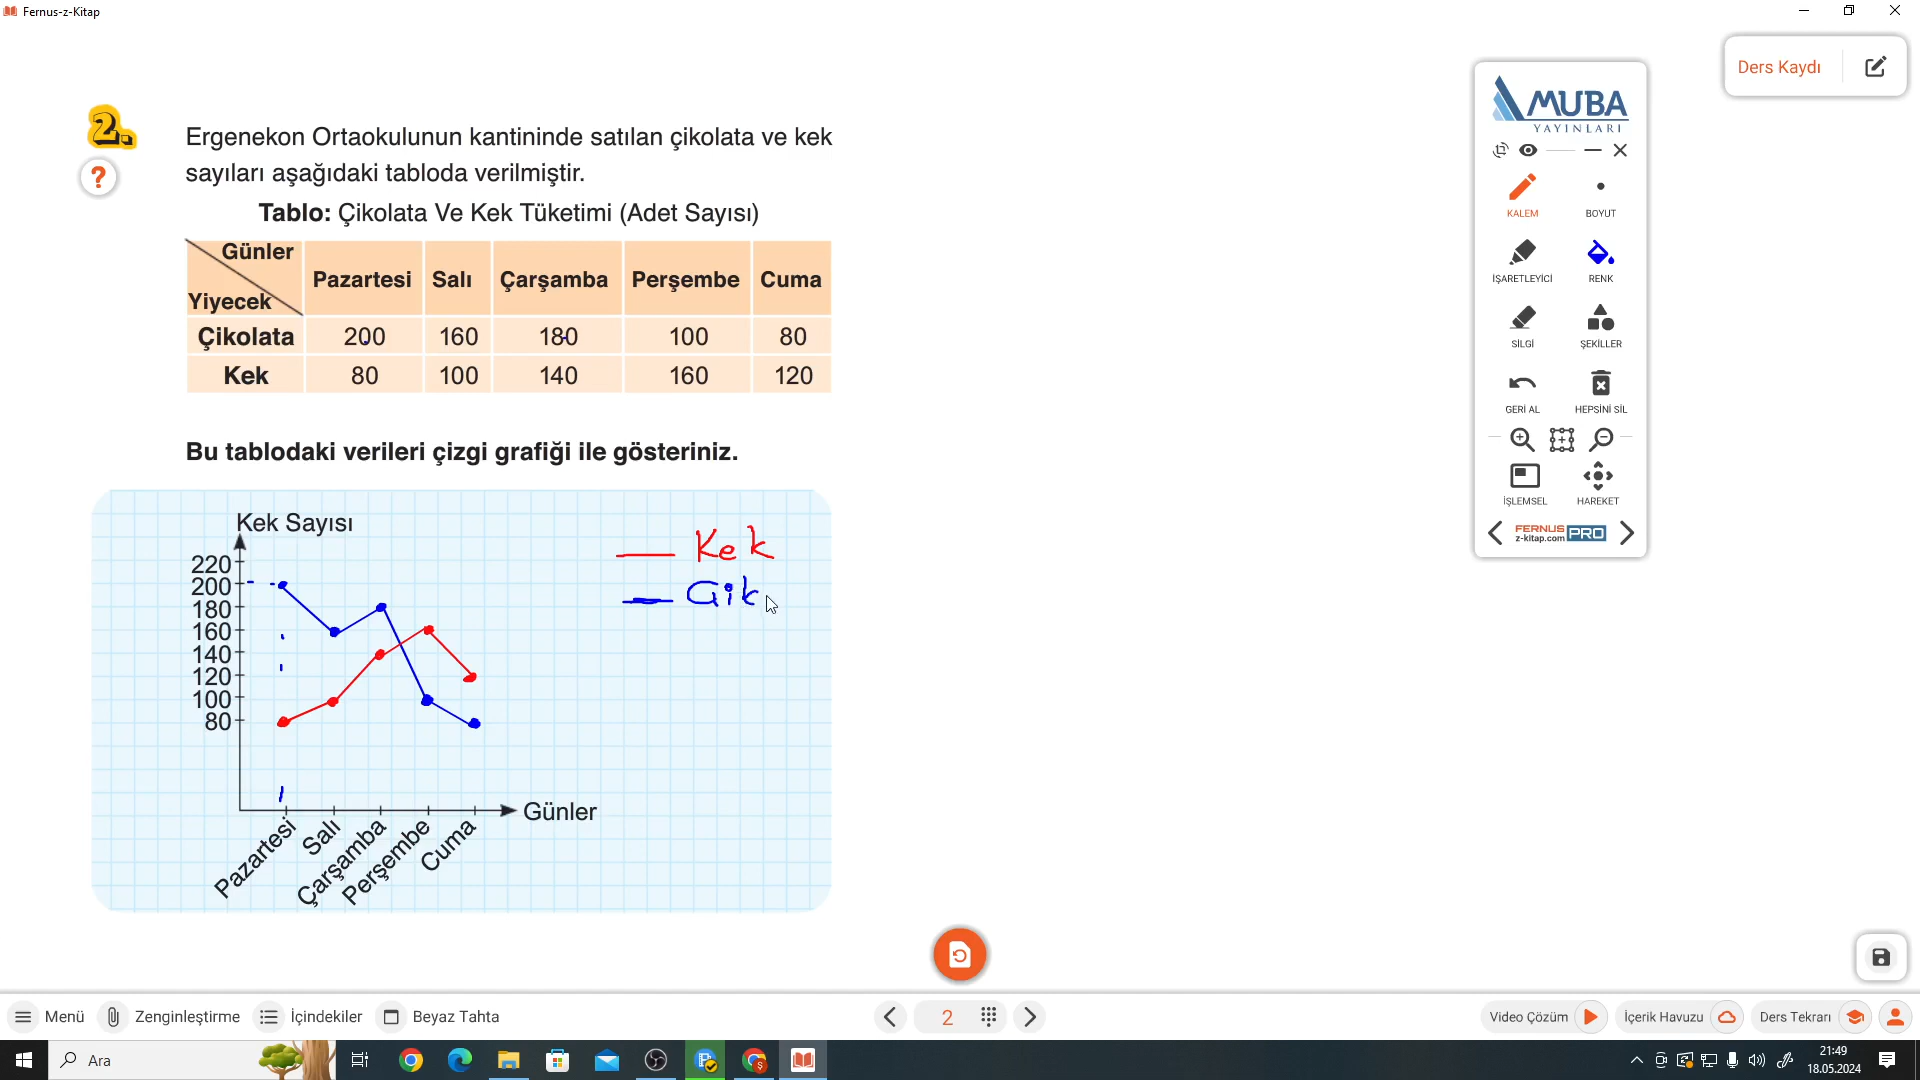 Fernus-z-Kitap
Ders Kaydı
2.
?
Ergenekon Ortaokulunun kantininde satılan çikolata ve kek
sayıları aşağıdaki tabloda verilmiştir.
Tablo: Çikolata Ve Kek Tüketimi (Adet Sayısı)
Günler
Yiyecek
Pazartesi Salı Çarşamba Perşembe Cuma
Çikolata 200 160 180 100 80
Kek 80 100 140 160 120
Bu tablodaki verileri çizgi grafiği ile gösteriniz.
Kek Sayısı
220
200
180
160
140
120
100
80
Günler
Pazartesi
Salı
Çarşamba
Perşembe
Cuma
Kek
Çik
MUBA
YAYINLARI
KALEM BOYUT
İŞARETLEYİCİ RENK
SİLGİ ŞEKİLLER
GERİ AL HEPSİNİ SİL
İŞLEMSEL HAREKET
FERNUS PRO
z-kitap.com
Menü Zenginleştirme İçindekiler Beyaz Tahta
2
Video Çözüm İçerik Havuzu Ders Tekrarı
Ara
21:49
18.05.2024